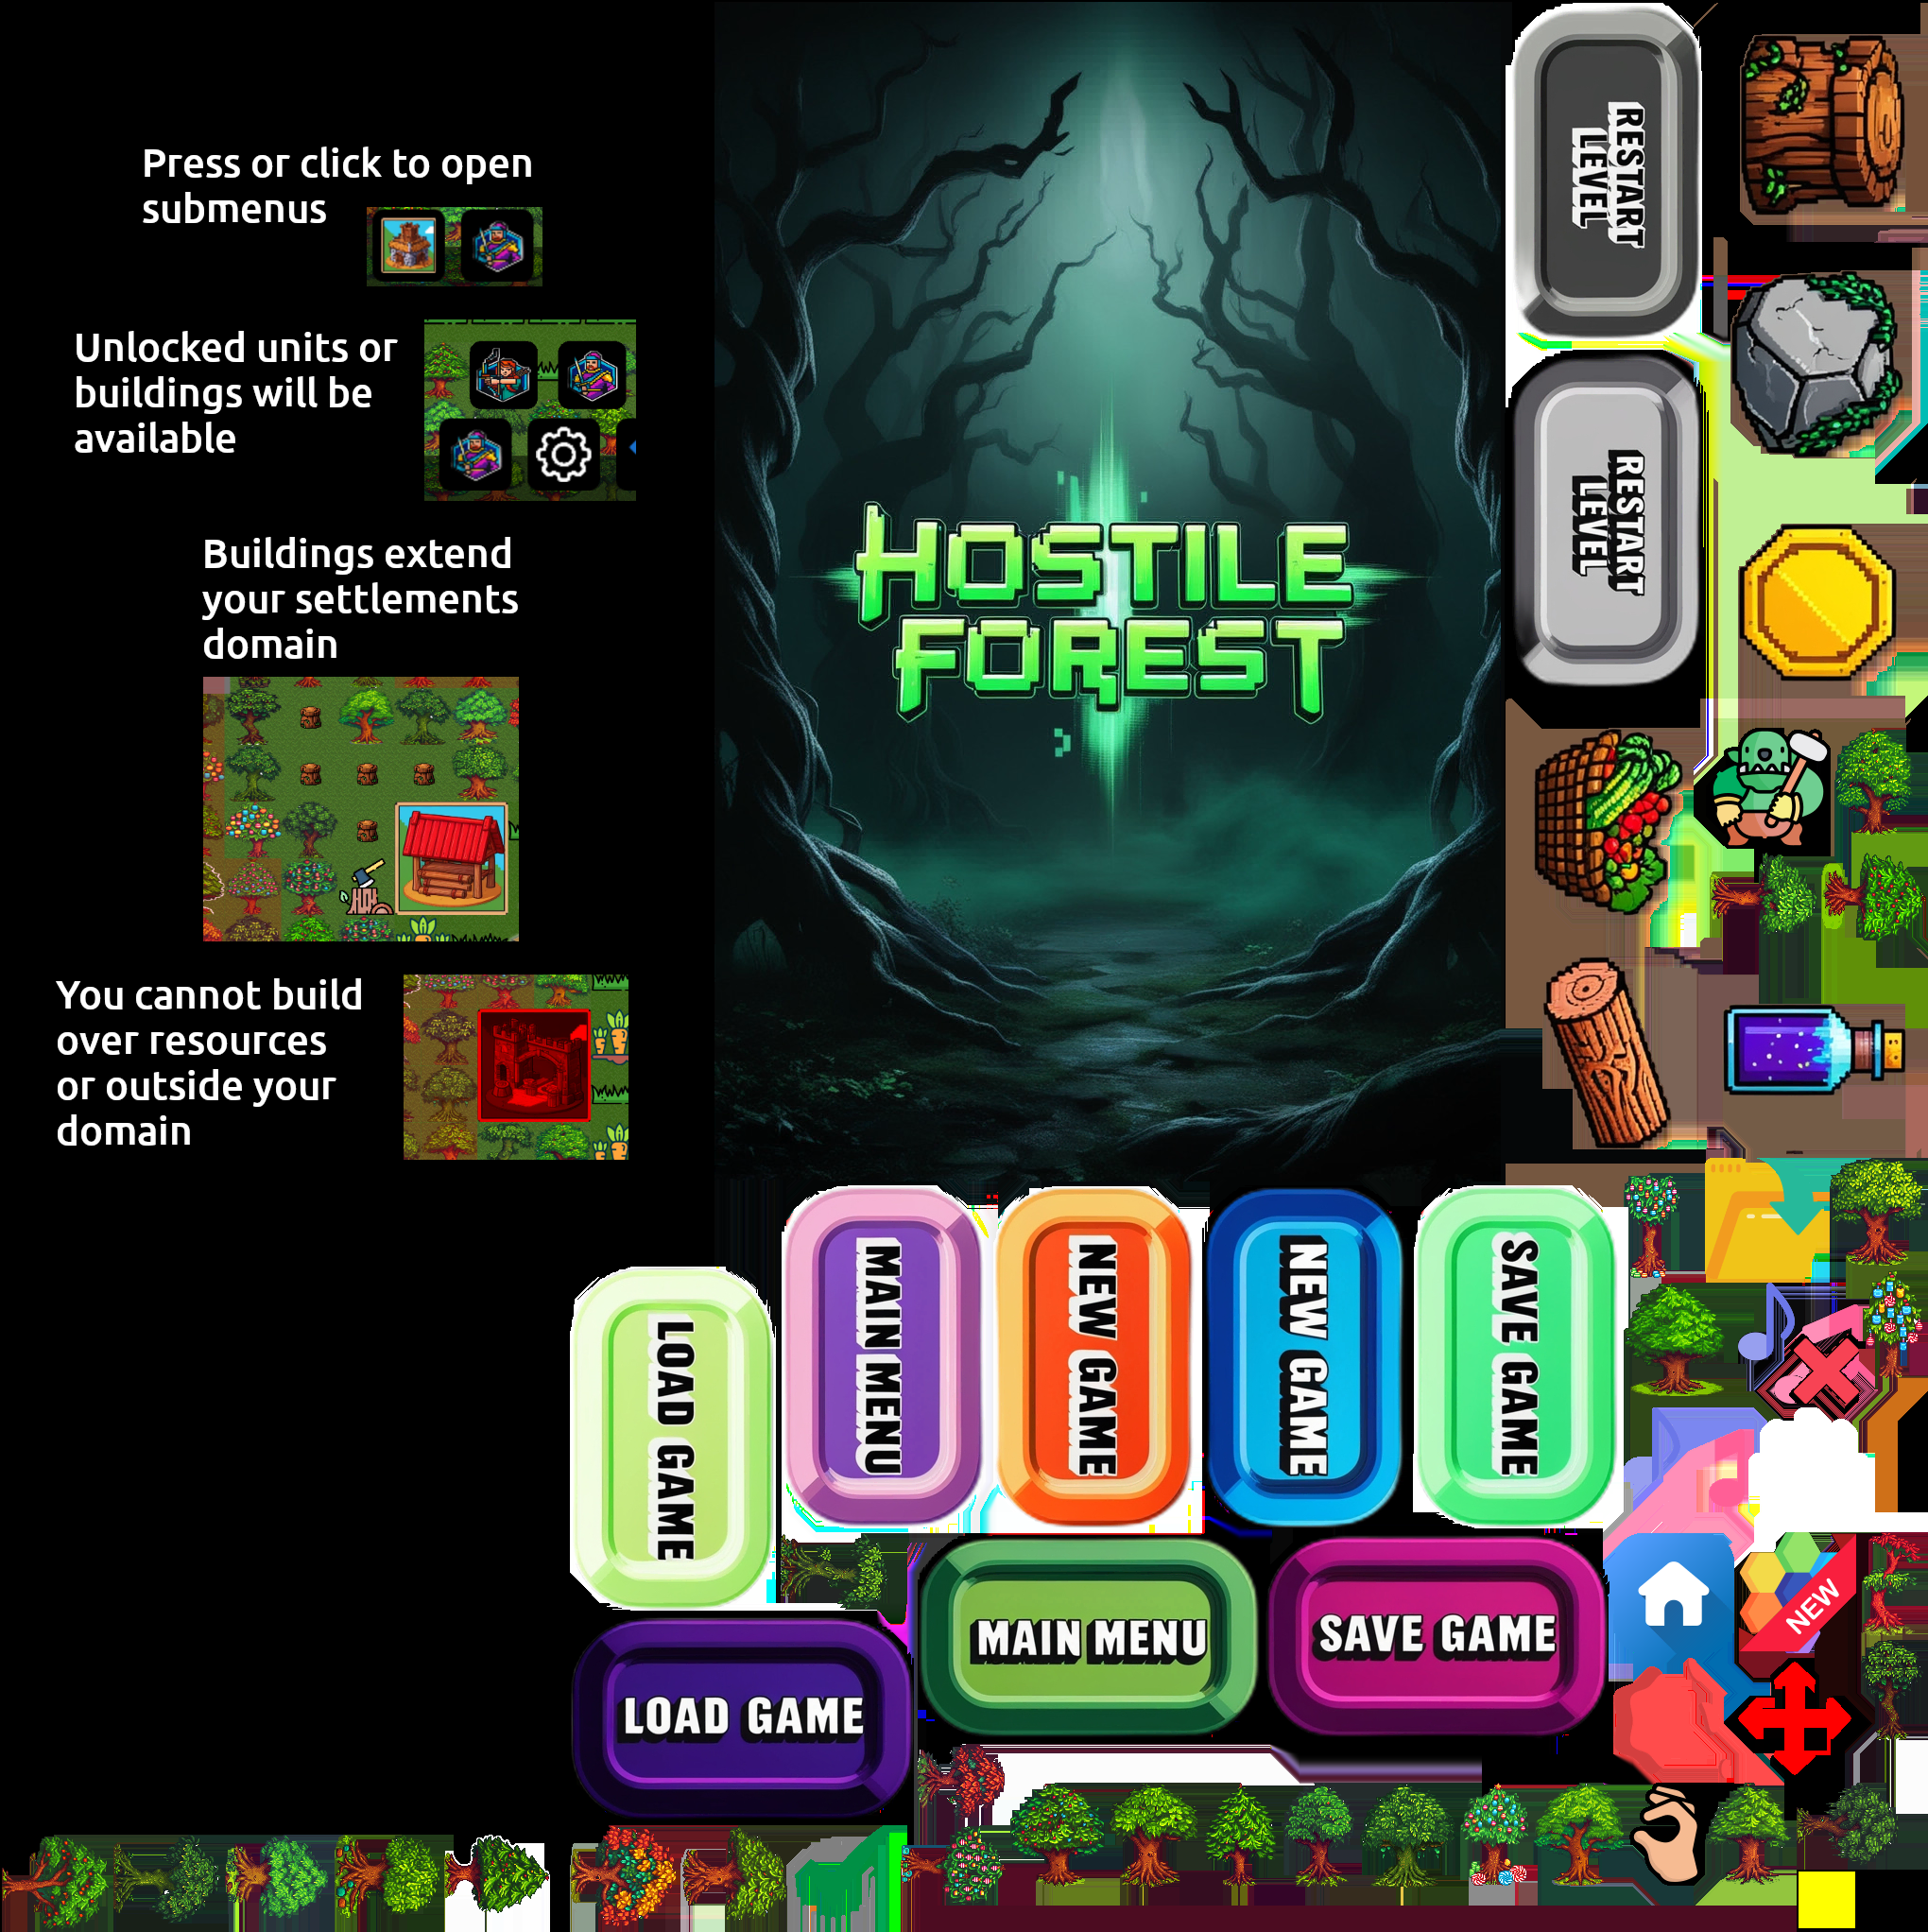 Press or click to open
submenus
Unlocked units or
buildings will be
available
Buildings extend
your settlements
domain
You cannot build
over resources
or outside your
domain
HOSTILE
FOREST
RESTART
LEVEL
RESTART
LEVEL
LOAD GAME
MAIN MENU
NEW GAME
NEW GAME
SAVE GAME
LOAD GAME
MAIN MENU
SAVE GAME
NEW